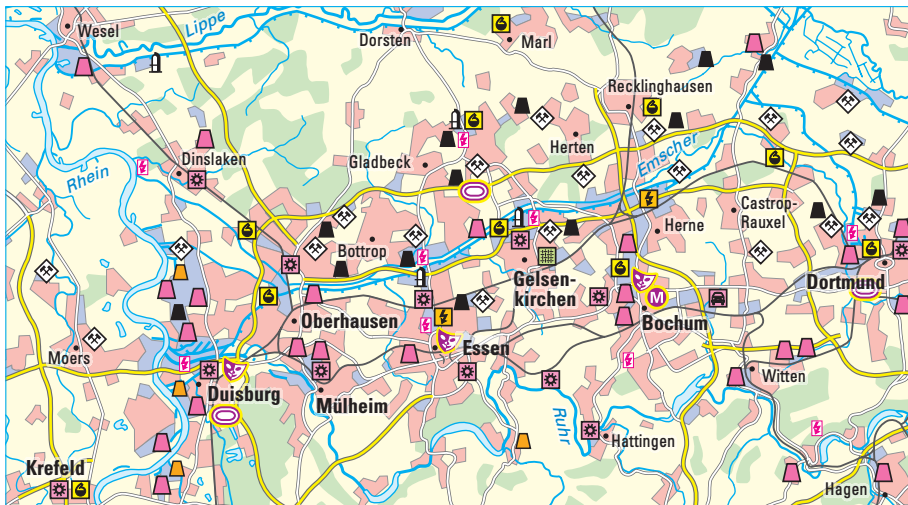 Wesel
Lippe
Dorsten
Marl
Recklinghausen
Rhein
Dinslaken
Gladbeck
Herten
Emscher
Castrop-
Rauxel
Herne
Bottrop
Gelsen-
kirchen
Dortmund
M
Oberhausen
Bochum
Moers
Essen
Witten
Duisburg
Mülheim
Ruhr
Hattingen
Krefeld
Hagen